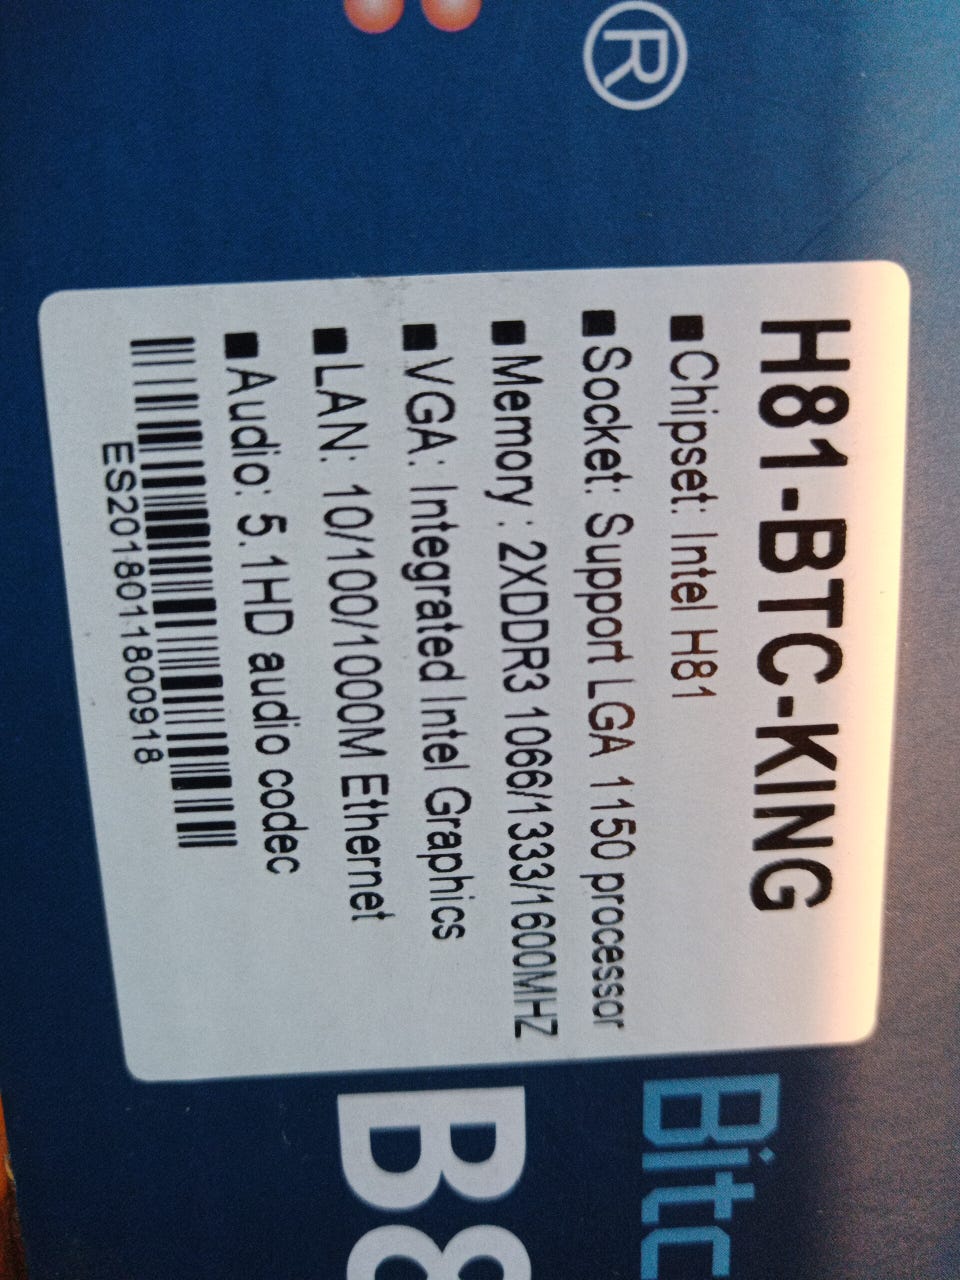 ®
H81-BTC-KING
■Chipset: Intel H81
■Socket: Support LGA 1150 processor
■Memory : 2XDDR3 1066/1333/1600MHZ
■VGA: Integrated Intel Graphics
■LAN: 10/100/1000M Ethernet
■Audio: 5.1HD audio codec
ES2018011800918
Bitc
B8